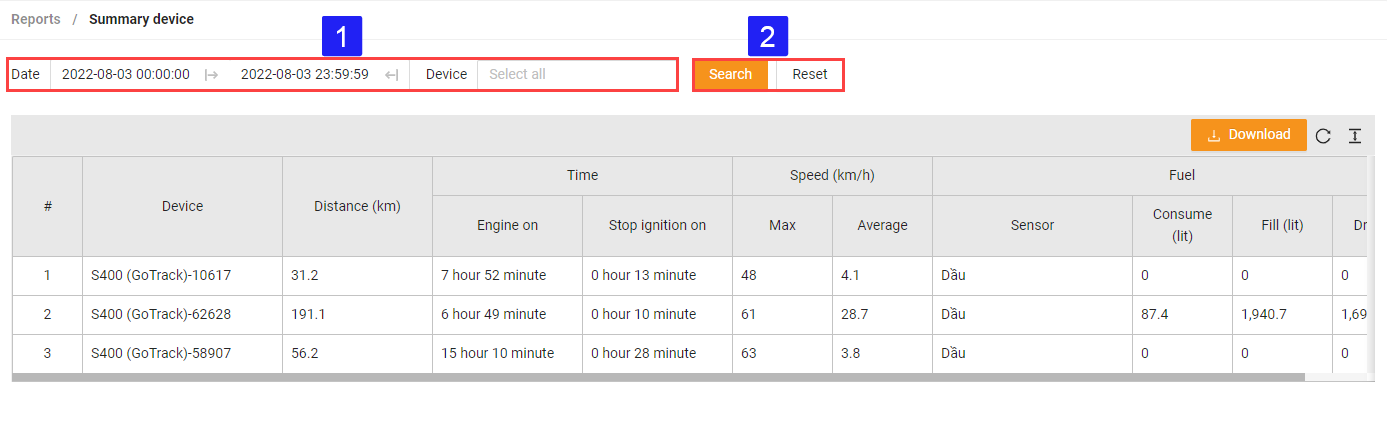 Reports / Summary device
1
2
Date 2022-08-03 00:00:00 2022-08-03 23:59:59 Device Select all Search Reset
Download
# Device Distance (km) Time Speed (km/h) Fuel
Engine on Stop ignition on Max Average Sensor Consume (lit) Fill (lit) Dr
1 S400 (GoTrack)-10617 31.2 7 hour 52 minute 0 hour 13 minute 48 4.1 Dầu 0 0 0
2 S400 (GoTrack)-62628 191.1 6 hour 49 minute 0 hour 10 minute 61 28.7 Dầu 87.4 1,940.7 1,69
3 S400 (GoTrack)-58907 56.2 15 hour 10 minute 0 hour 28 minute 63 3.8 Dầu 0 0 0